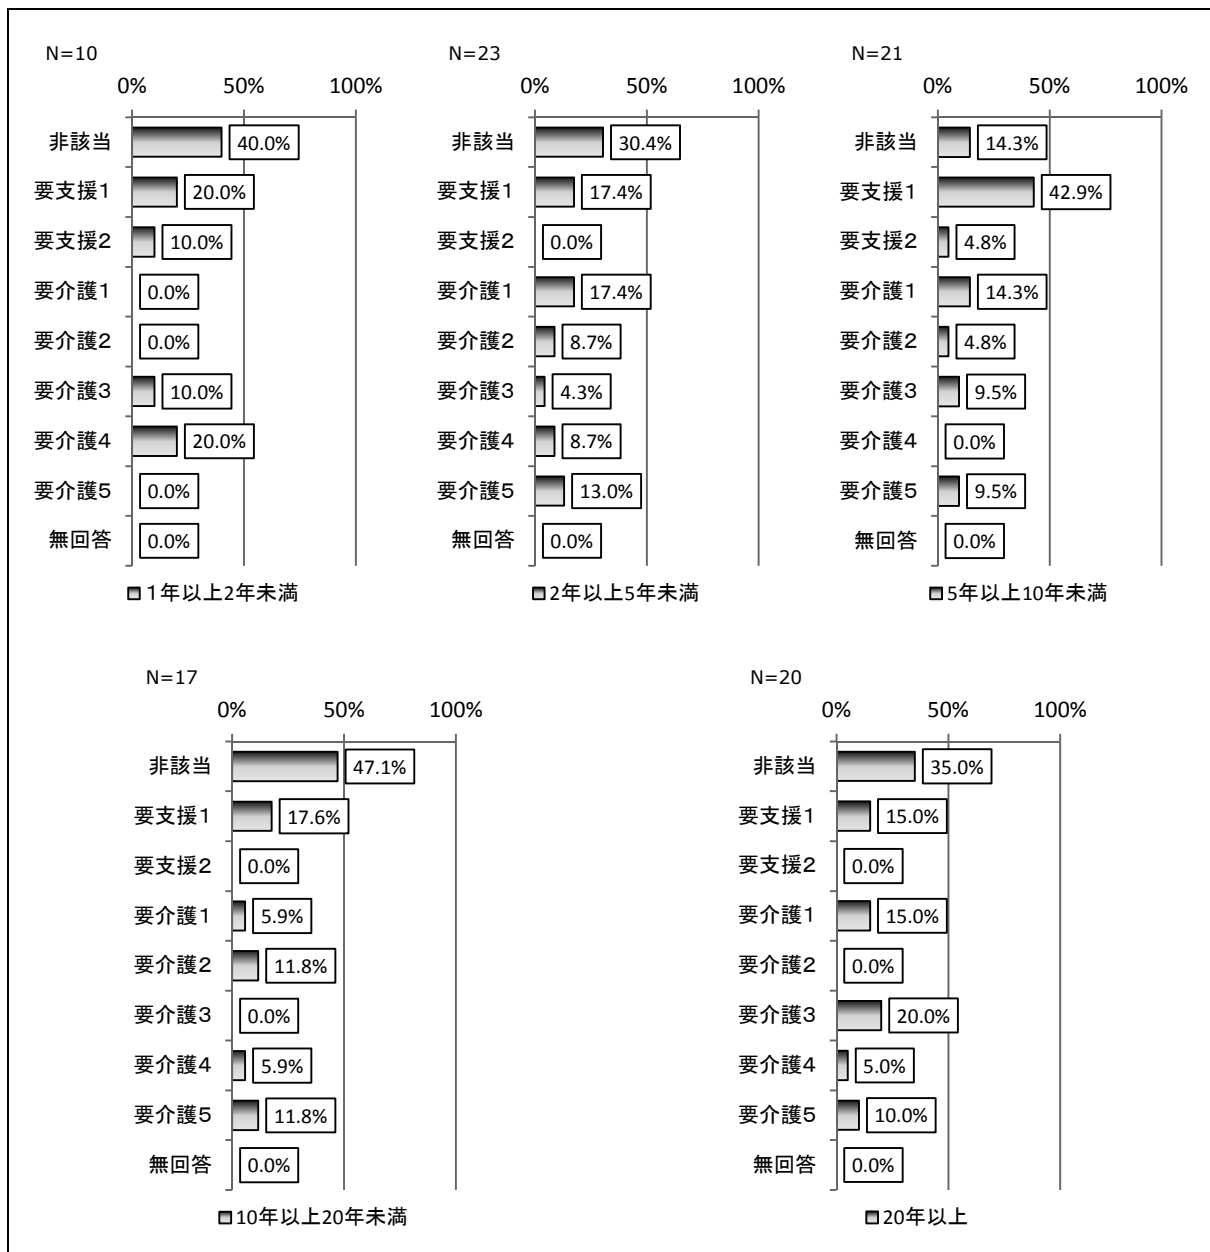 N=10
0% 50% 100%
非該当 40.0%
要支援1 20.0%
要支援2 10.0%
要介護1 0.0%
要介護2 0.0%
要介護3 10.0%
要介護4 20.0%
要介護5 0.0%
無回答 0.0%
1年以上2年未満
N=23
0% 50% 100%
非該当 30.4%
要支援1 17.4%
要支援2 0.0%
要介護1 17.4%
要介護2 8.7%
要介護3 4.3%
要介護4 8.7%
要介護5 13.0%
無回答 0.0%
2年以上5年未満
N=21
0% 50% 100%
非該当 14.3%
要支援1 42.9%
要支援2 4.8%
要介護1 14.3%
要介護2 4.8%
要介護3 9.5%
要介護4 0.0%
要介護5 9.5%
無回答 0.0%
5年以上10年未満
N=17
0% 50% 100%
非該当 47.1%
要支援1 17.6%
要支援2 0.0%
要介護1 5.9%
要介護2 11.8%
要介護3 0.0%
要介護4 5.9%
要介護5 11.8%
無回答 0.0%
10年以上20年未満
N=20
0% 50% 100%
非該当 35.0%
要支援1 15.0%
要支援2 0.0%
要介護1 15.0%
要介護2 0.0%
要介護3 20.0%
要介護4 5.0%
要介護5 10.0%
無回答 0.0%
20年以上